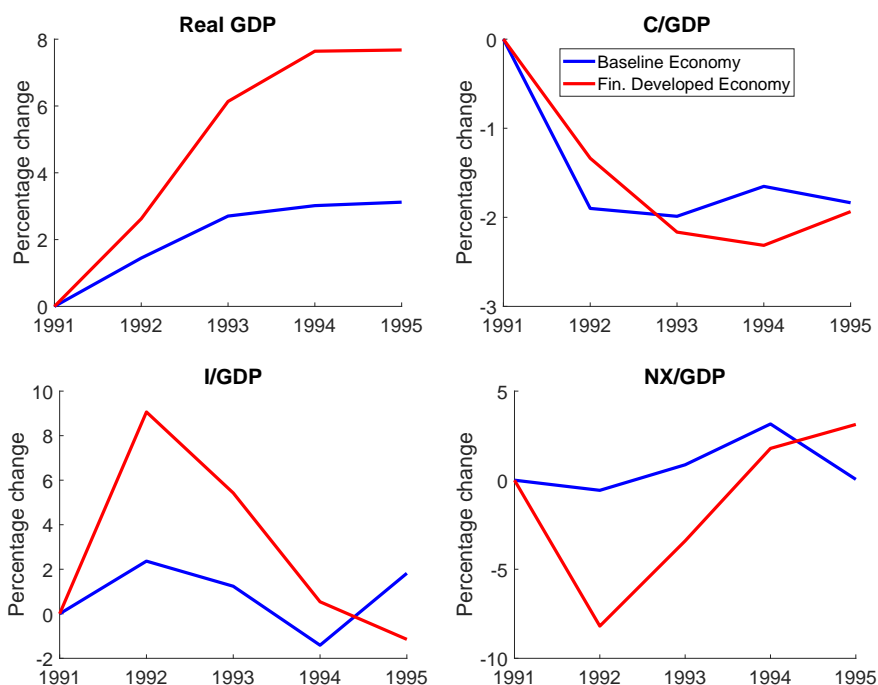 Real GDP
Percentage change
8
6
4
2
0
1991 1992 1993 1994 1995
C/GDP
Percentage change
0
-1
-2
-3
1991 1992 1993 1994 1995
Baseline Economy
Fin. Developed Economy
I/GDP
Percentage change
10
8
6
4
2
0
-2
1991 1992 1993 1994 1995
NX/GDP
Percentage change
5
0
-5
-10
1991 1992 1993 1994 1995